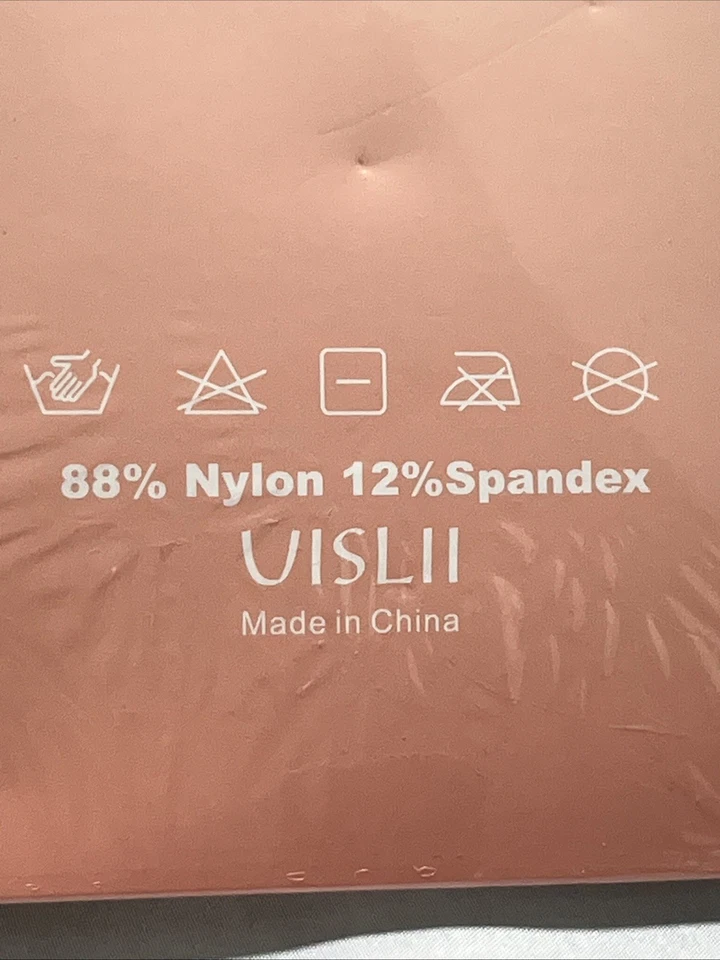 88% Nylon 12%Spandex
UISLII
Made in China